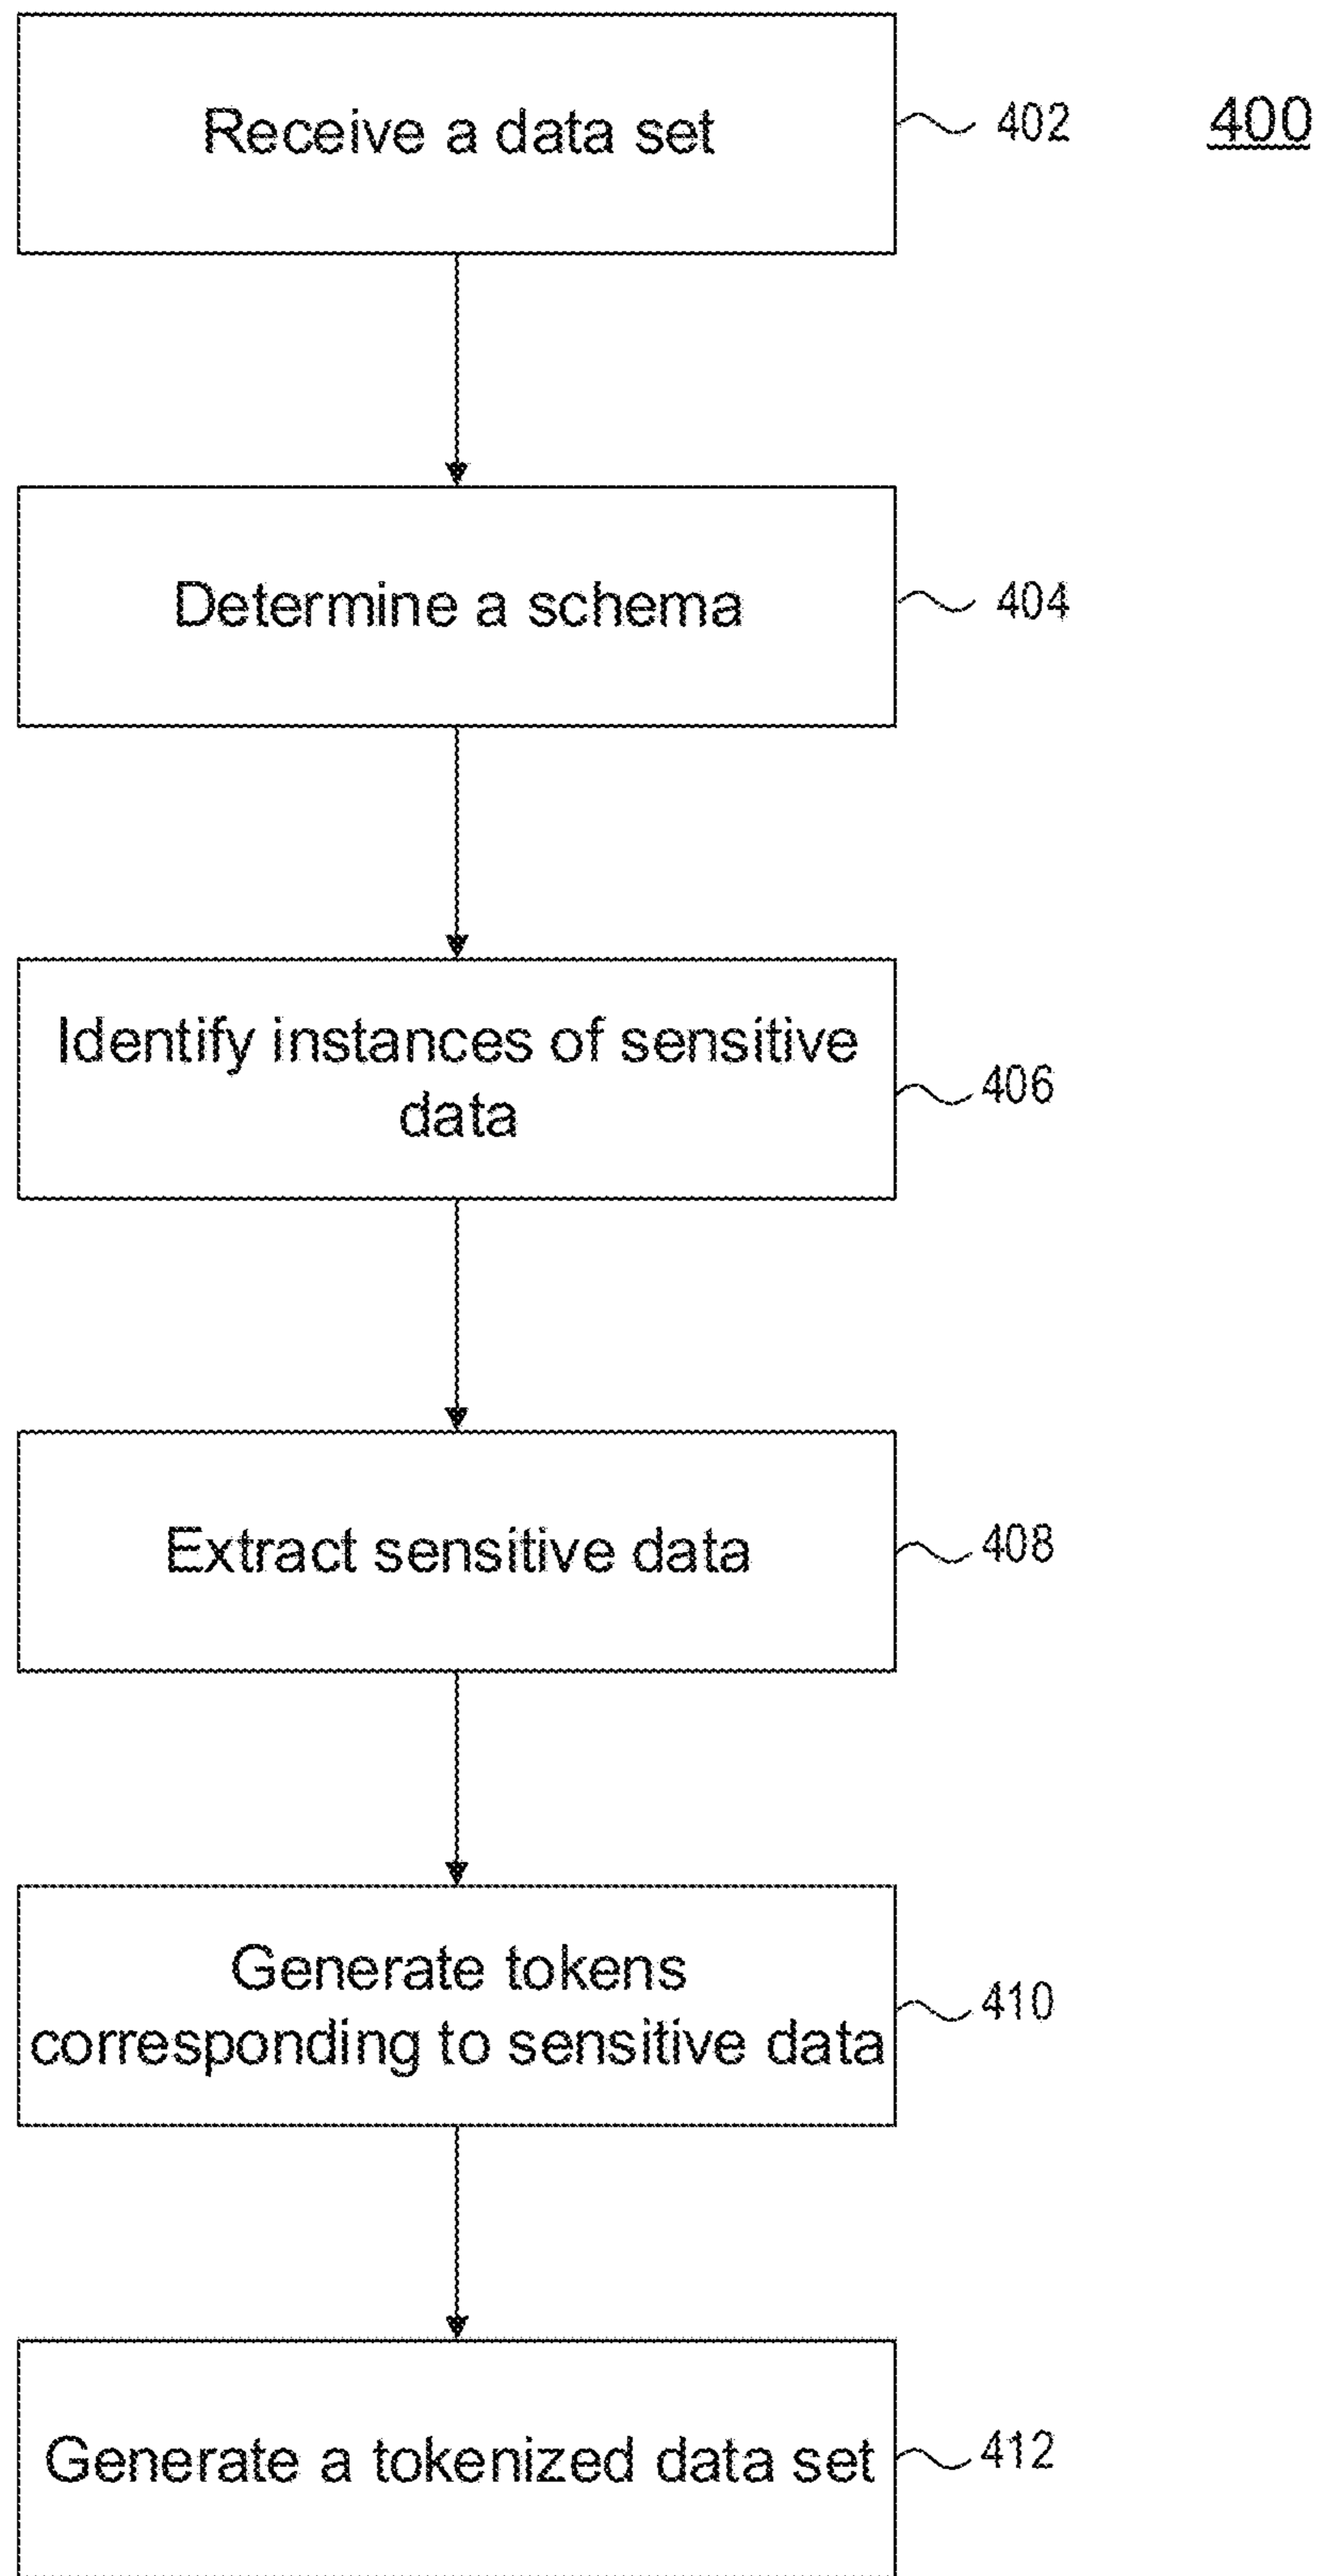 Receive a data set
402
400
Determine a schema
404
Identify instances of sensitive
data
406
Extract sensitive data
408
Generate tokens
corresponding to sensitive data
410
Generate a tokenized data set
412